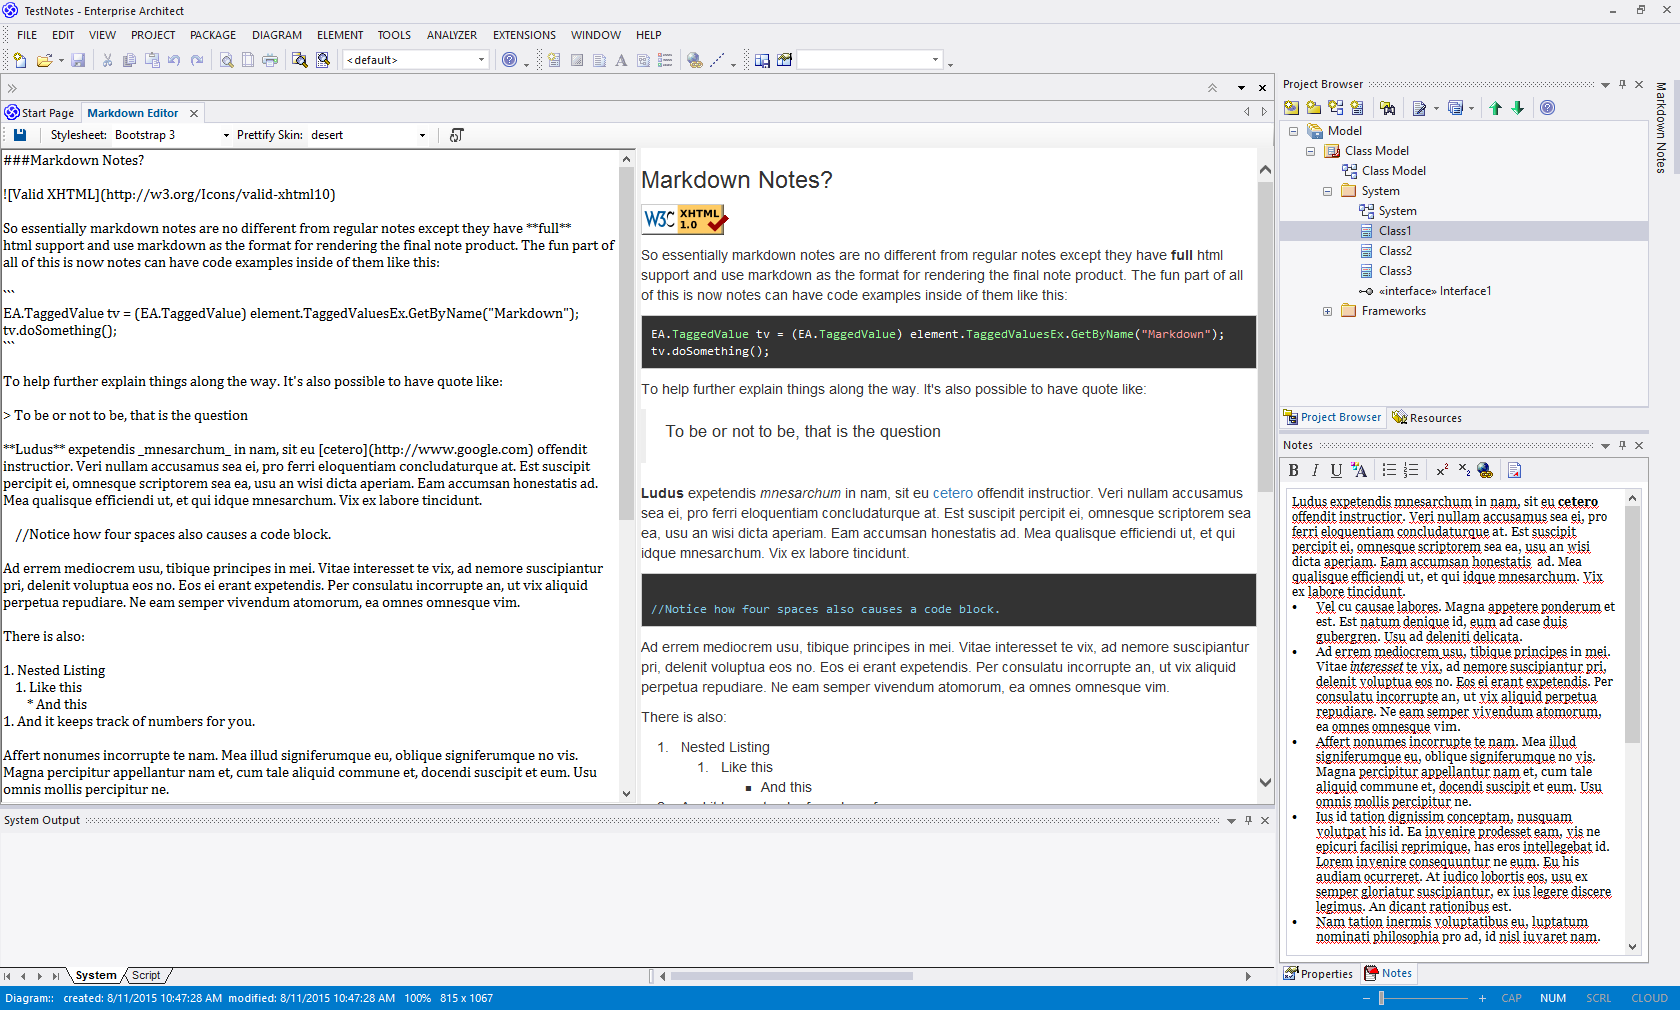 TestNotes - Enterprise Architect
FILE EDIT VIEW PROJECT PACKAGE DIAGRAM ELEMENT TOOLS ANALYZER EXTENSIONS WINDOW HELP
<default>
Start Page Markdown Editor
Stylesheet: Bootstrap 3 Prettify Skin: desert
###Markdown Notes?
![Valid XHTML](http://w3.org/Icons/valid-xhtml10)
So essentially markdown notes are no different from regular notes except they have **full**
html support and use markdown as the format for rendering the final note product. The fun part of
all of this is now notes can have code examples inside of them like this:
```
EA.TaggedValue tv = (EA.TaggedValue) element.TaggedValuesEx.GetByName("Markdown");
tv.doSomething();
```
To help further explain things along the way. It's also possible to have quote like:
> To be or not to be, that is the question
**Ludus** expetendis _mnesarchum_ in nam, sit eu [cetero](http://www.google.com) offendit
instructior. Veri nullam accusamus sea ei, pro ferri eloquentiam concludaturque at. Est suscipit
percipit ei, omnesque scriptorem sea ea, usu an wisi dicta aperiam. Eam accumsan honestatis ad.
Mea qualisque efficiendi ut, et qui idque mnesarchum. Vix ex labore tincidunt.
//Notice how four spaces also causes a code block.
Ad errem mediocrem usu, tibique principes in mei. Vitae interesset te vix, ad nemore suscipiantur
pri, delenit voluptua eos no. Eos ei erant expetendis. Per consulatu incorrupte an, ut vix aliquid
perpetua repudiare. Ne eam semper vivendum atomorum, ea omnes omnesque vim.
There is also:
1. Nested Listing
1. Like this
* And this
1. And it keeps track of numbers for you.
Affert nonumes incorrupte te nam. Mea illud signiferumque eu, oblique signiferumque no vis.
Magna percipitur appellantur nam et, cum tale aliquid commune et, docendi suscipit et eum. Usu
omnis mollis percipitur ne.
Markdown Notes?
W3C XHTML
1.0
So essentially markdown notes are no different from regular notes except they have full html
support and use markdown as the format for rendering the final note product. The fun part of all
of this is now notes can have code examples inside of them like this:
EA.TaggedValue tv = (EA.TaggedValue) element.TaggedValuesEx.GetByName("Markdown");
tv.doSomething();
To help further explain things along the way. It's also possible to have quote like:
To be or not to be, that is the question
Ludus expetendis mnesarchum in nam, sit eu cetero offendit instructior. Veri nullam accusamus
sea ei, pro ferri eloquentiam concludaturque at. Est suscipit percipit ei, omnesque scriptorem sea
ea, usu an wisi dicta aperiam. Eam accumsan honestatis ad. Mea qualisque efficiendi ut, et qui
idque mnesarchum. Vix ex labore tincidunt.
//Notice how four spaces also causes a code block.
Ad errem mediocrem usu, tibique principes in mei. Vitae interesset te vix, ad nemore suscipiantur
pri, delenit voluptua eos no. Eos ei erant expetendis. Per consulatu incorrupte an, ut vix aliquid
perpetua repudiare. Ne eam semper vivendum atomorum, ea omnes omnesque vim.
There is also:
1. Nested Listing
1. Like this
And this
System Output
System Script
Project Browser
Model
Class Model
Class Model
System
System
Class1
Class2
Class3
«interface» Interface1
Frameworks
Project Browser Resources
Markdown Notes
Notes
B I U A x² x₂
Ludus expetendis mnesarchum in nam, sit eu cetero
offendit instructior. Veri nullam accusamus sea ei, pro
ferri eloquentiam concludaturque at. Est suscipit
percipit ei, omnesque scriptorem sea ea, usu an wisi
dicta aperiam. Eam accumsan honestatis ad. Mea
qualisque efficiendi ut, et qui idque mnesarchum. Vix
ex labore tincidunt.
• Vel cu causae labores. Magna appetere ponderum et
est. Est natum denique id, eum ad case duis
gubergren. Usu ad deleniti delicata.
• Ad errem mediocrem usu, tibique principes in mei.
Vitae interesset te vix, ad nemore suscipiantur pri,
delenit voluptua eos no. Eos ei erant expetendis. Per
consulatu incorrupte an, ut vix aliquid perpetua
repudiare. Ne eam semper vivendum atomorum,
ea omnes omnesque vim.
• Affert nonumes incorrupte te nam. Mea illud
signiferumque eu, oblique signiferumque no vis.
Magna percipitur appellantur nam et, cum tale
aliquid commune et, docendi suscipit et eum. Usu
omnis mollis percipitur ne.
• Ius id tation dignissim conceptam, nusquam
volutpat his id. Ea invenire prodesset eam, vis ne
epicuri facilisi reprimique, has eros intellegebat id.
Lorem invenire consequuntur ne eum. Eu his
audiam ocurreret. At iudico lobortis eos, usu ex
semper gloriatur suscipiantur, ex ius legere discere
legimus. An dicant rationibus est.
• Nam tation inermis voluptatibus eu, luptatum
nominati philosophia pro ad, id nisl iuvaret nam.
Properties Notes
Diagram:: created: 8/11/2015 10:47:28 AM modified: 8/11/2015 10:47:28 AM 100% 815 x 1067
CAP NUM SCRL CLOUD